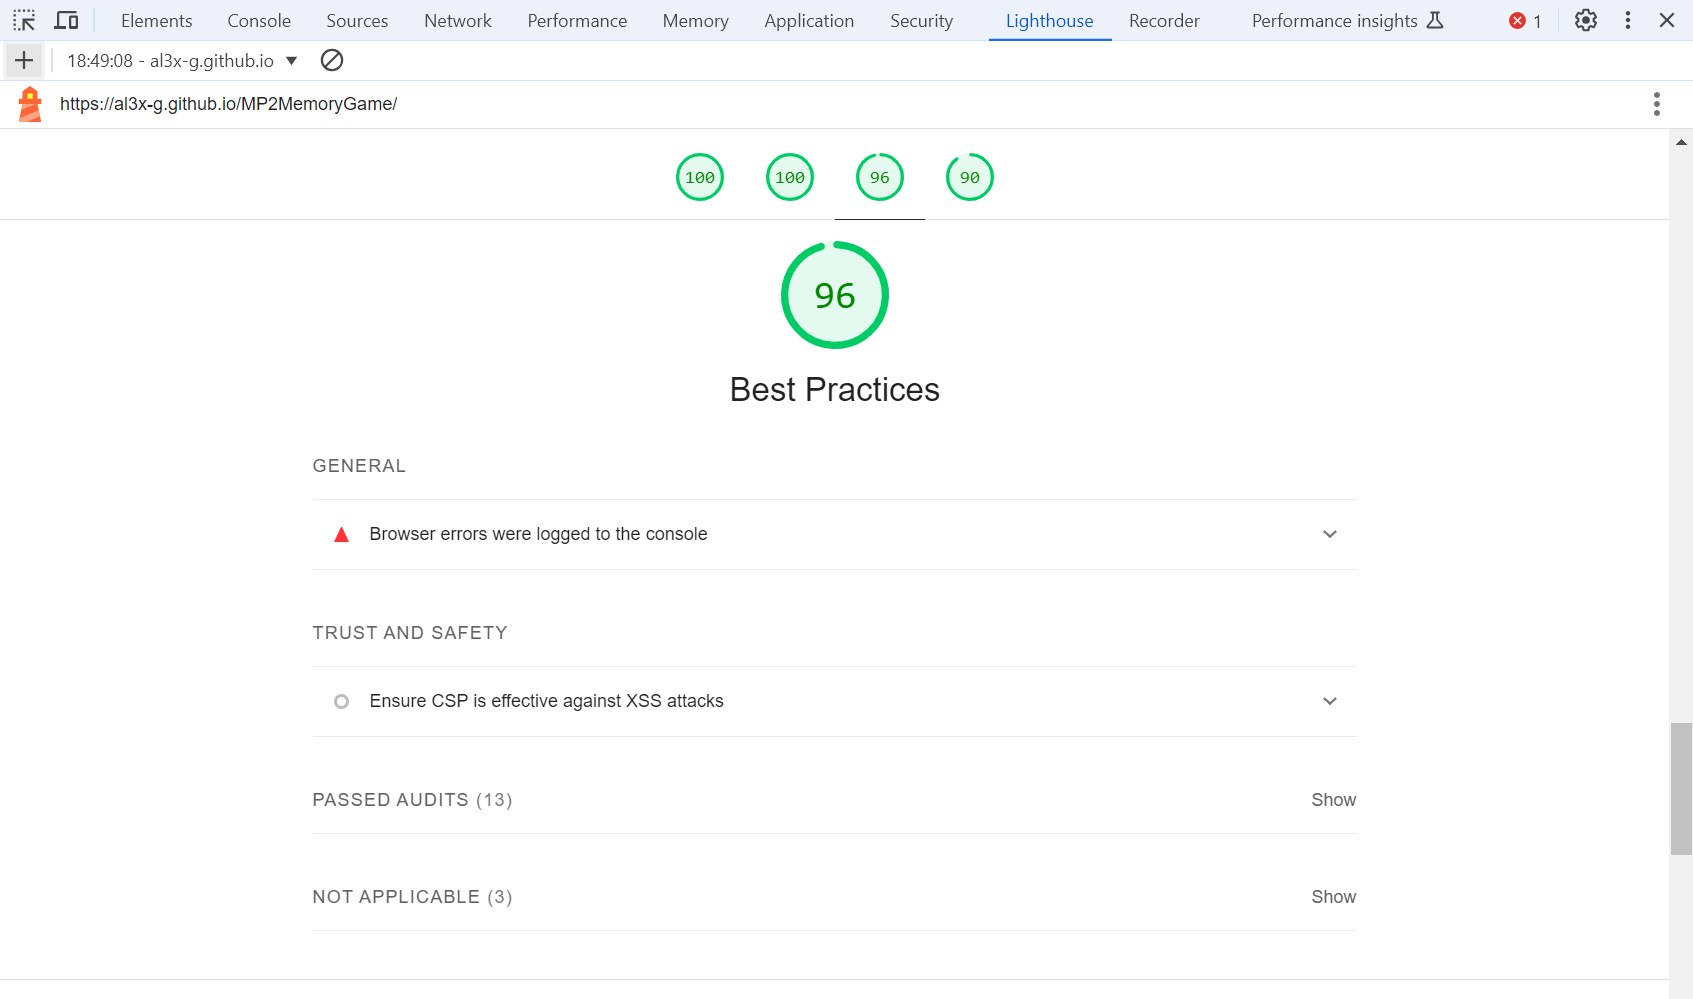 Elements Console Sources Network Performance Memory Application Security Lighthouse Recorder Performance insights 1
18:49:08 - al3x-g.github.io
https://al3x-g.github.io/MP2MemoryGame/
100 100 96 90
96
Best Practices
GENERAL
Browser errors were logged to the console
TRUST AND SAFETY
Ensure CSP is effective against XSS attacks
PASSED AUDITS (13) Show
NOT APPLICABLE (3) Show